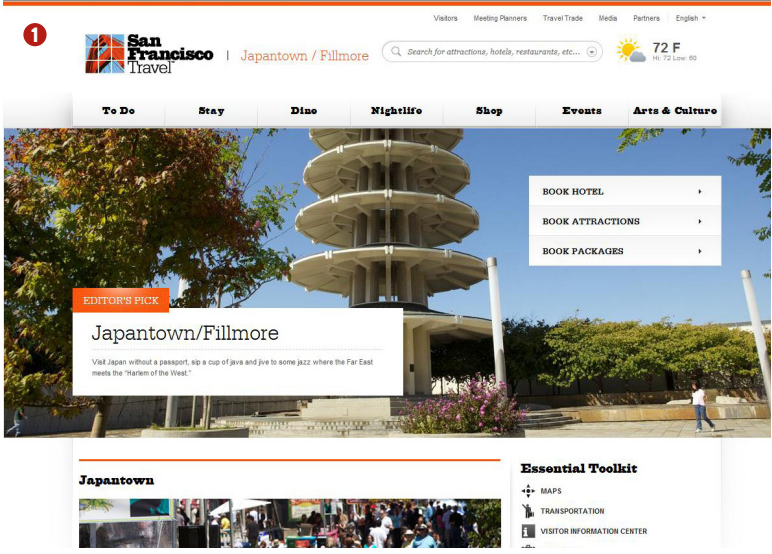 Visitors Meeting Planners Travel Trade Media Partners English
1
San
Francisco
Travel
| Japantown / Fillmore
Search for attractions, hotels, restaurants, etc...
72 F
Hi: 72 Low: 60
To Do Stay Dine Nightlife Shop Events Arts & Culture
BOOK HOTEL
BOOK ATTRACTIONS
BOOK PACKAGES
EDITOR'S PICK
Japantown/Fillmore
Visit Japan without a passport, sip a cup of java and jive to some jazz where the Far East
meets the "Harlem of the West."
Japantown
Essential Toolkit
MAPS
TRANSPORTATION
VISITOR INFORMATION CENTER